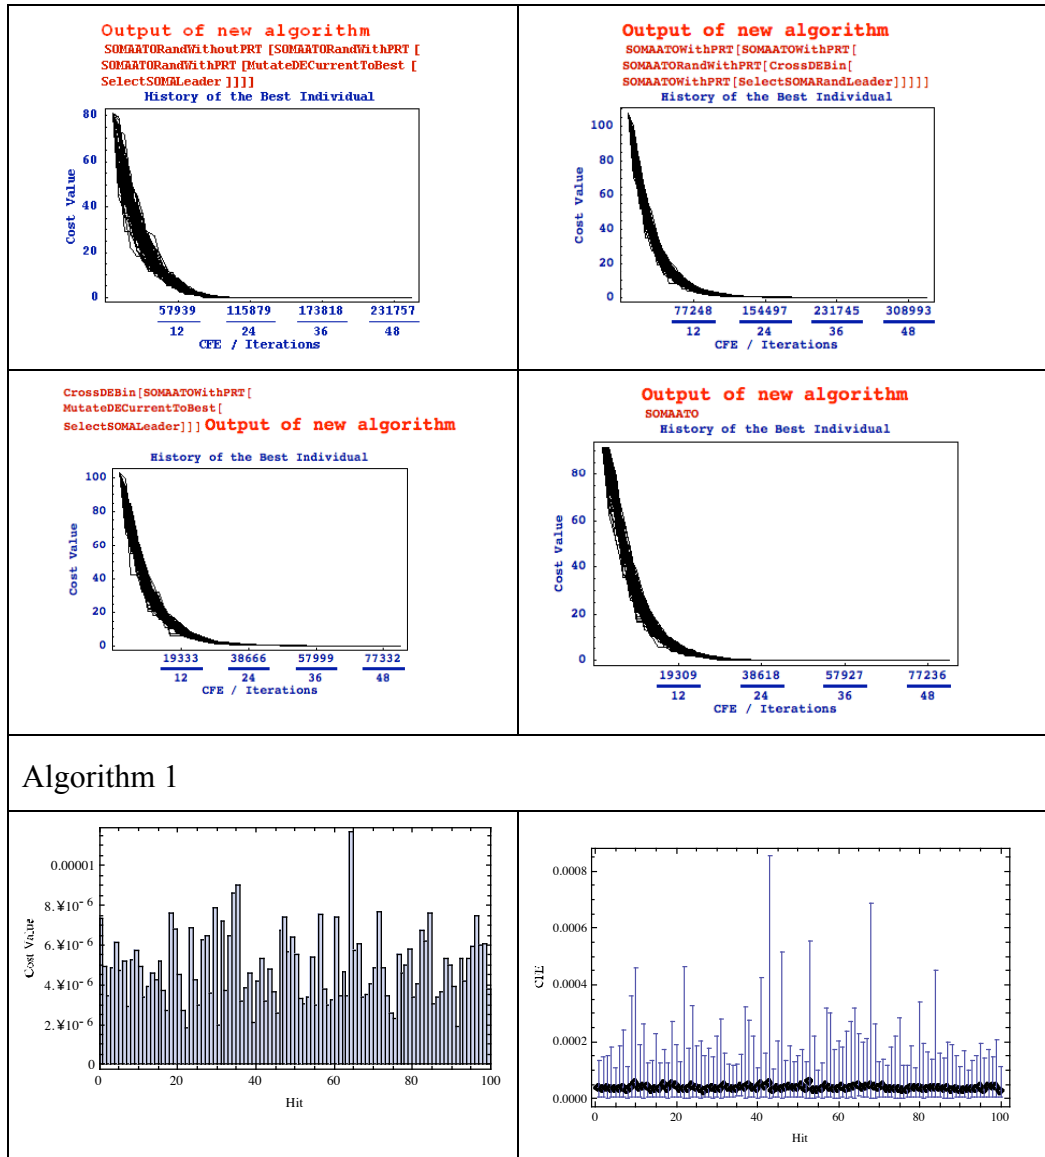 Output of new algorithm
SOMAATORandWithoutPRT [SOMAATORandWithPRT [
SOMAATORandWithPRT [MutateDECurrentToBest [
SelectSOMALeader ]]]]
History of the Best Individual
Cost Value
80
60
40
20
0
57939 115879 173818 231757
12 24 36 48
CFE / Iterations
Output of new algorithm
SOMAATOWithPRT[SOMAATOWithPRT[
SOMAATORandWithPRT[CrossDEBin[
SOMAATOWithPRT[SelectSOMARandLeader]]]]]
History of the Best Individual
Cost Value
100
80
60
40
20
0
77248 154497 231745 308993
12 24 36 48
CFE / Iterations
CrossDEBin[SOMAATOWithPRT[
MutateDECurrentToBest[
SelectSOMALeader]]] Output of new algorithm
History of the Best Individual
Cost Value
100
80
60
40
20
0
19333 38666 57999 77332
12 24 36 48
CFE / Iterations
Output of new algorithm
SOMAATO
History of the Best Individual
Cost Value
80
60
40
20
0
19309 38618 57927 77236
12 24 36 48
CFE / Iterations
Algorithm 1
Cost Value
0.00001
8.¥10-6
6.¥10-6
4.¥10-6
2.¥10-6
0
0 20 40 60 80 100
Hit
CFE
0.0008
0.0006
0.0004
0.0002
0.0000
0 20 40 60 80 100
Hit